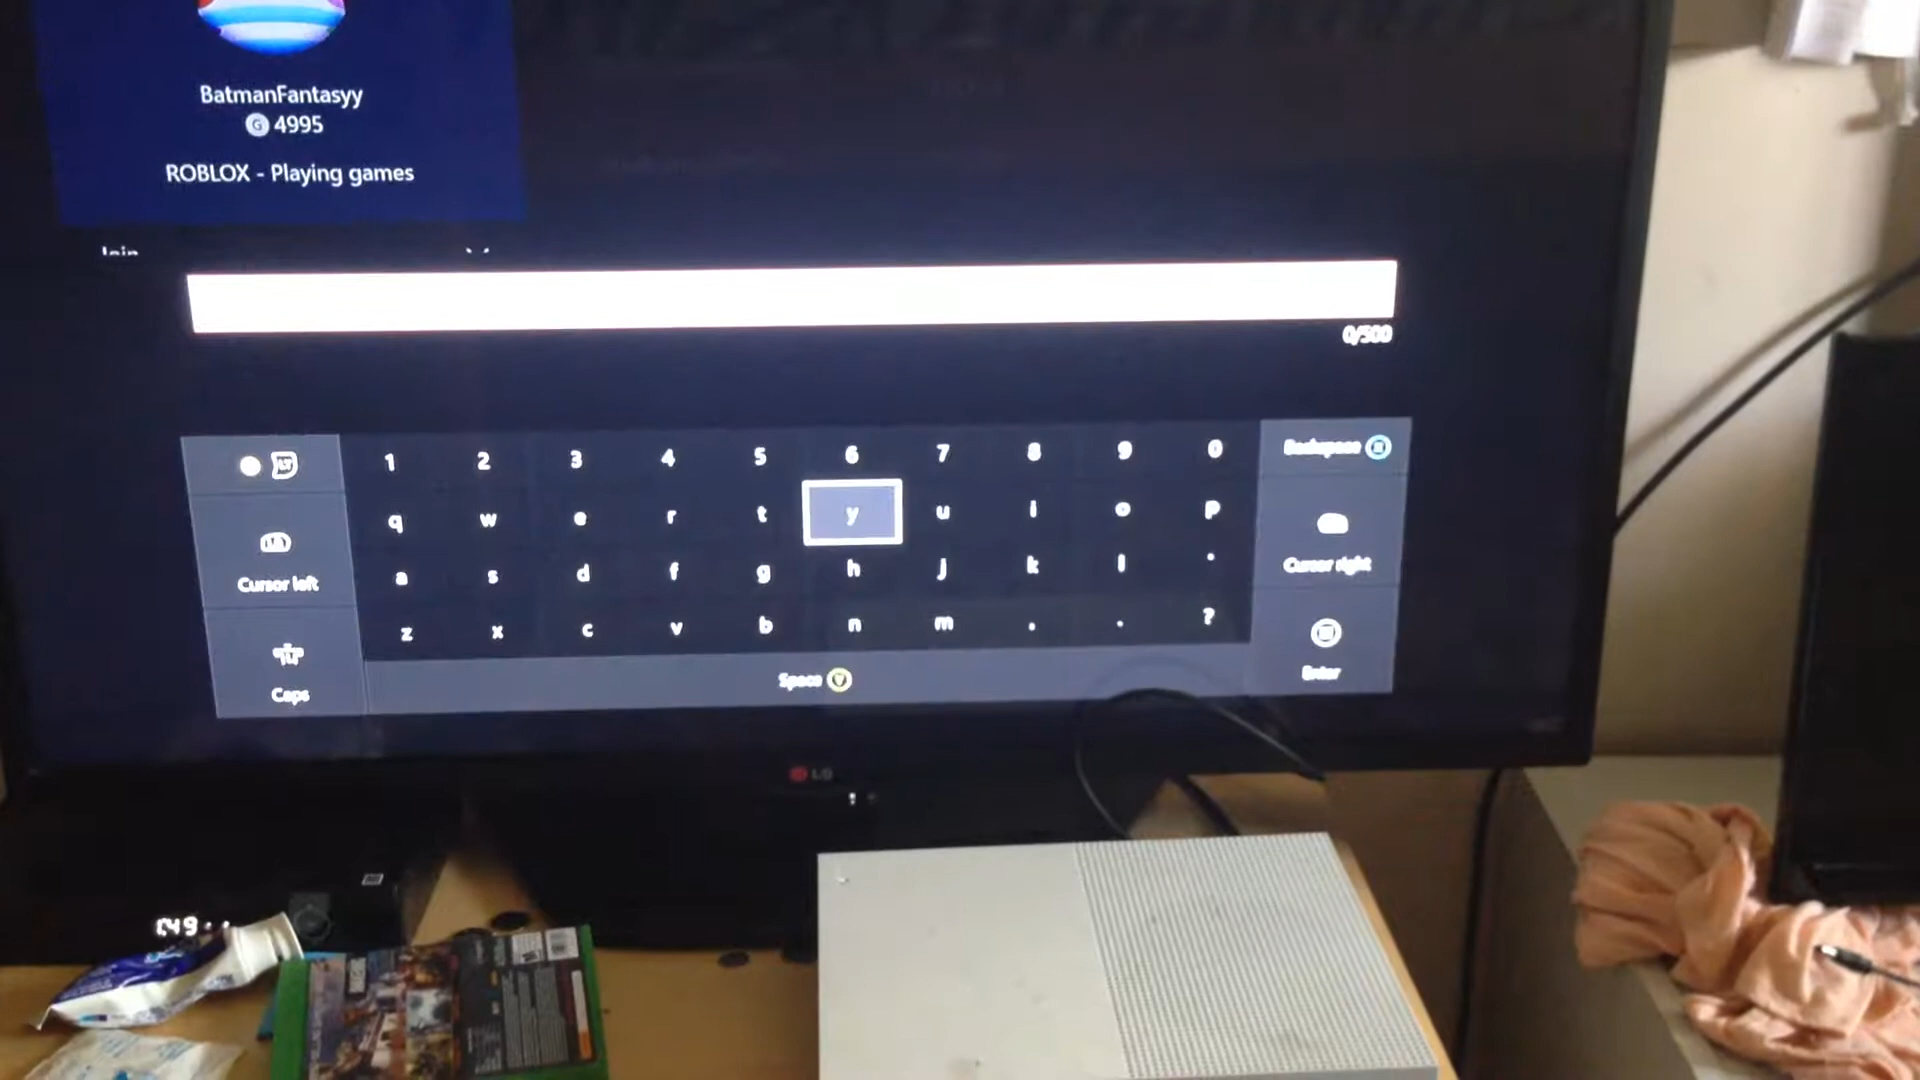 BatmanFantasyy
G 4995
ROBLOX - Playing games
Join
0/500
1 2 3 4 5 6 7 8 9 0
Backspace
q w e r t y u i o p
Cursor left
a s d f g h j k l '
Cursor right
z x c v b n m , . ?
Caps
Space Y
Enter
LG